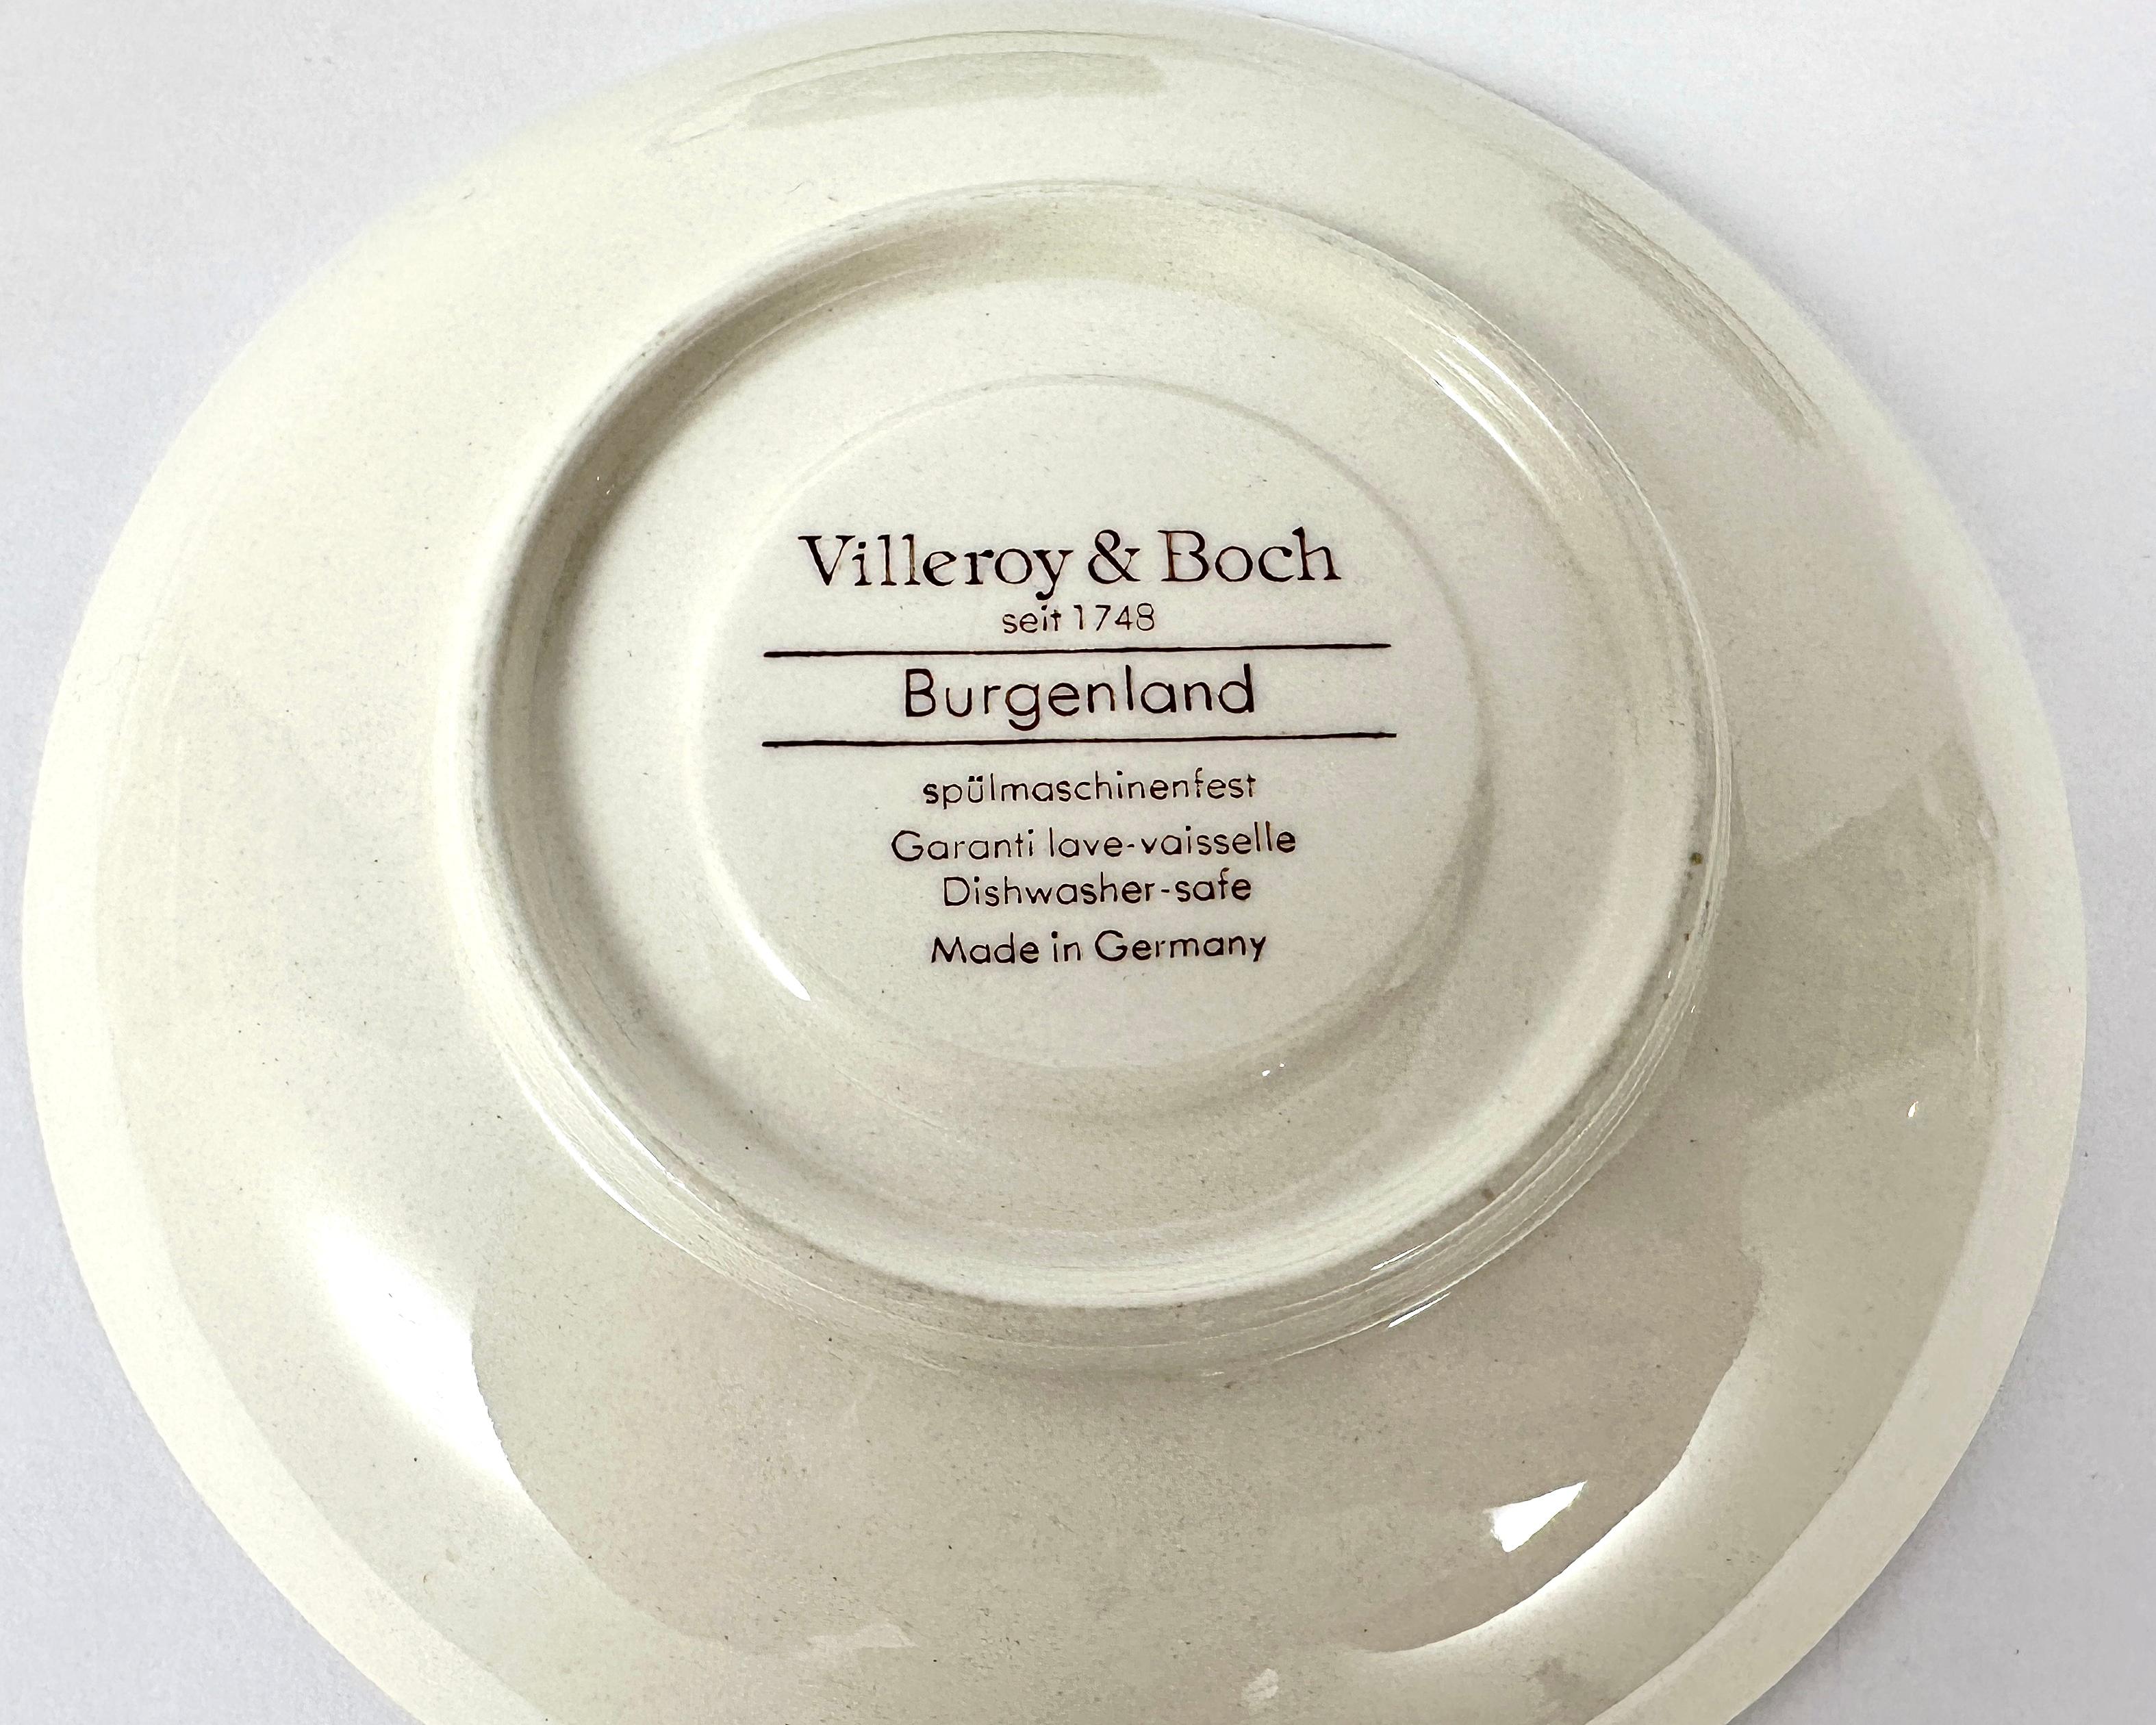 Villeroy & Boch
seit 1748
Burgenland
spülmaschinenfest
Garanti lave-vaisselle
Dishwasher-safe
Made in Germany